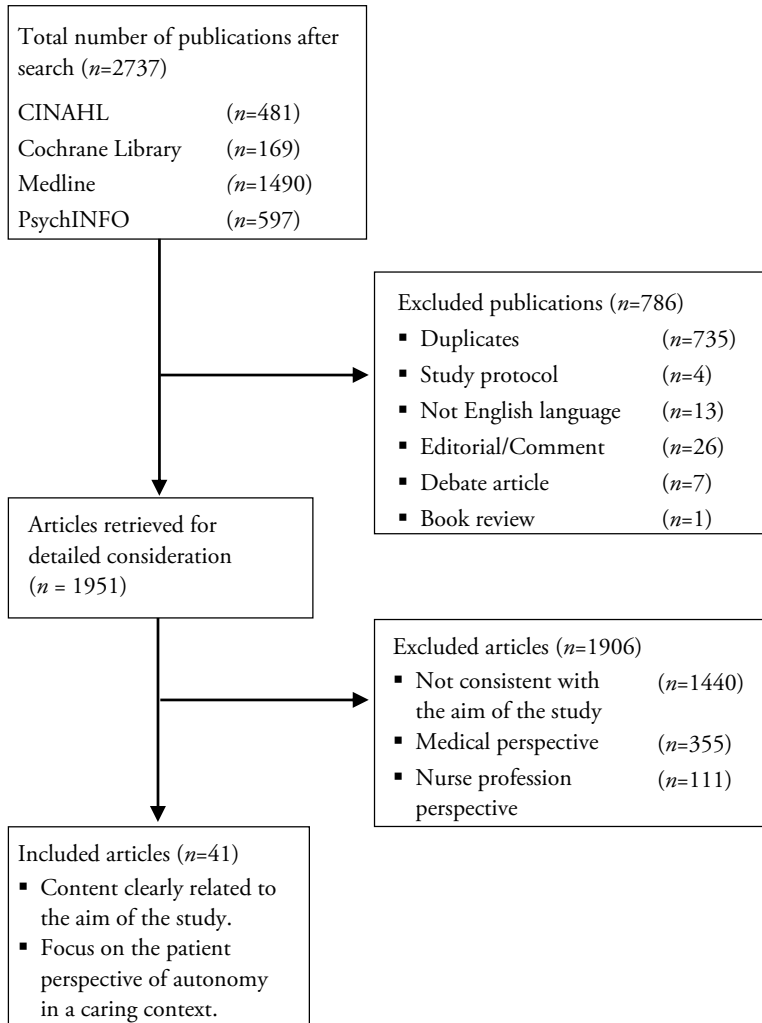 Total number of publications after
search (n=2737)
CINAHL (n=481)
Cochrane Library (n=169)
Medline (n=1490)
PsychINFO (n=597)
Excluded publications (n=786)
▪ Duplicates (n=735)
▪ Study protocol (n=4)
▪ Not English language (n=13)
▪ Editorial/Comment (n=26)
▪ Debate article (n=7)
▪ Book review (n=1)
Articles retrieved for
detailed consideration
(n = 1951)
Excluded articles (n=1906)
▪ Not consistent with (n=1440)
the aim of the study
▪ Medical perspective (n=355)
▪ Nurse profession (n=111)
perspective
Included articles (n=41)
▪ Content clearly related to
the aim of the study.
▪ Focus on the patient
perspective of autonomy
in a caring context.